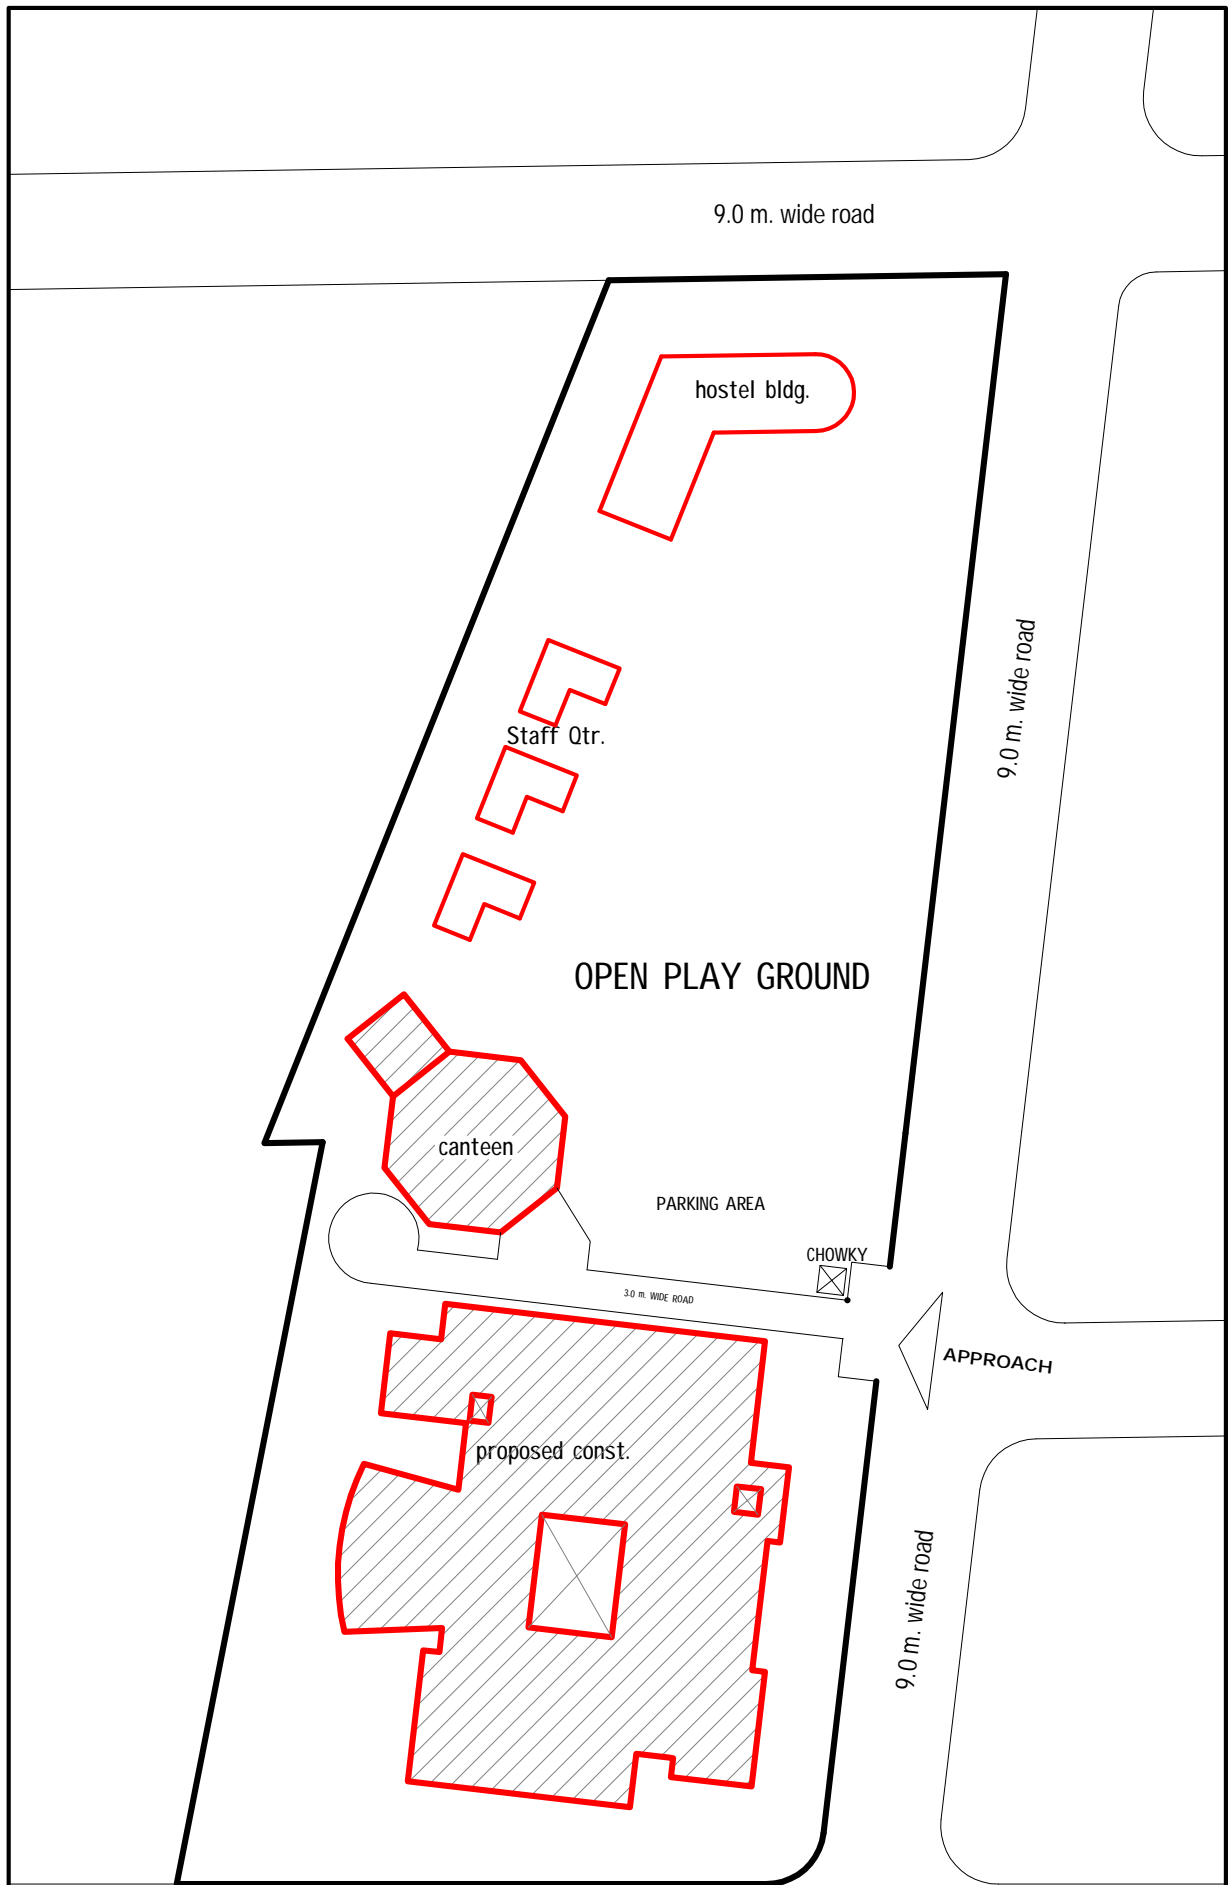 9.0 m. wide road
hostel bldg.
9.0 m. wide road
Staff Qtr.
OPEN PLAY GROUND
canteen
PARKING AREA
CHOWKY
3.0 m. WIDE ROAD
APPROACH
proposed const.
9.0 m. wide road